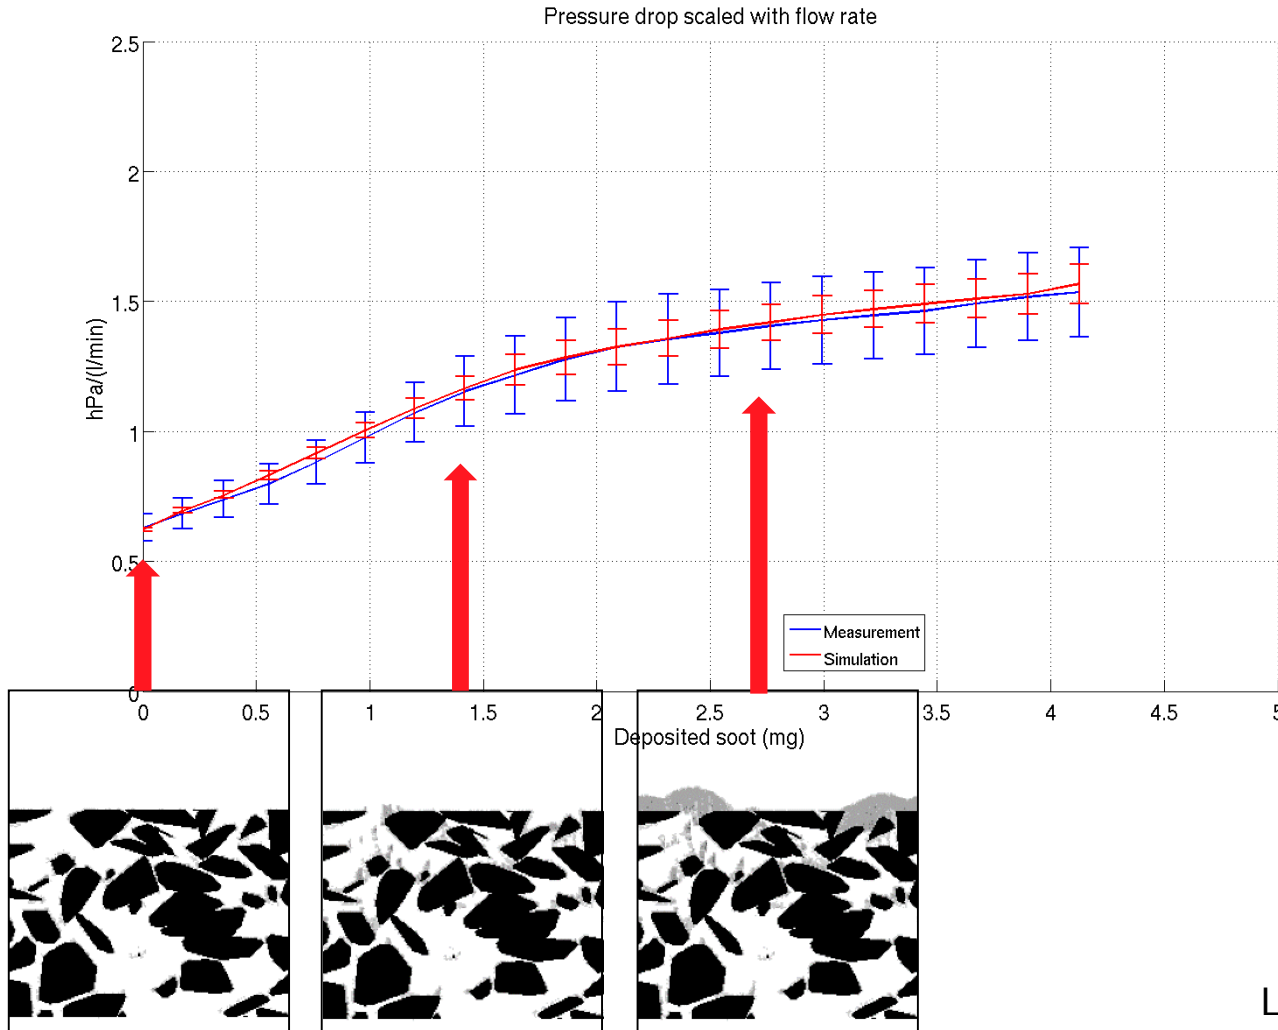 Pressure drop scaled with flow rate
2.5
2
1.5
1
0.5
0
hPa/(l/min)
Measurement
Simulation
0 0.5 1 1.5 2 2.5 3 3.5 4 4.5 5
Deposited soot (mg)
L